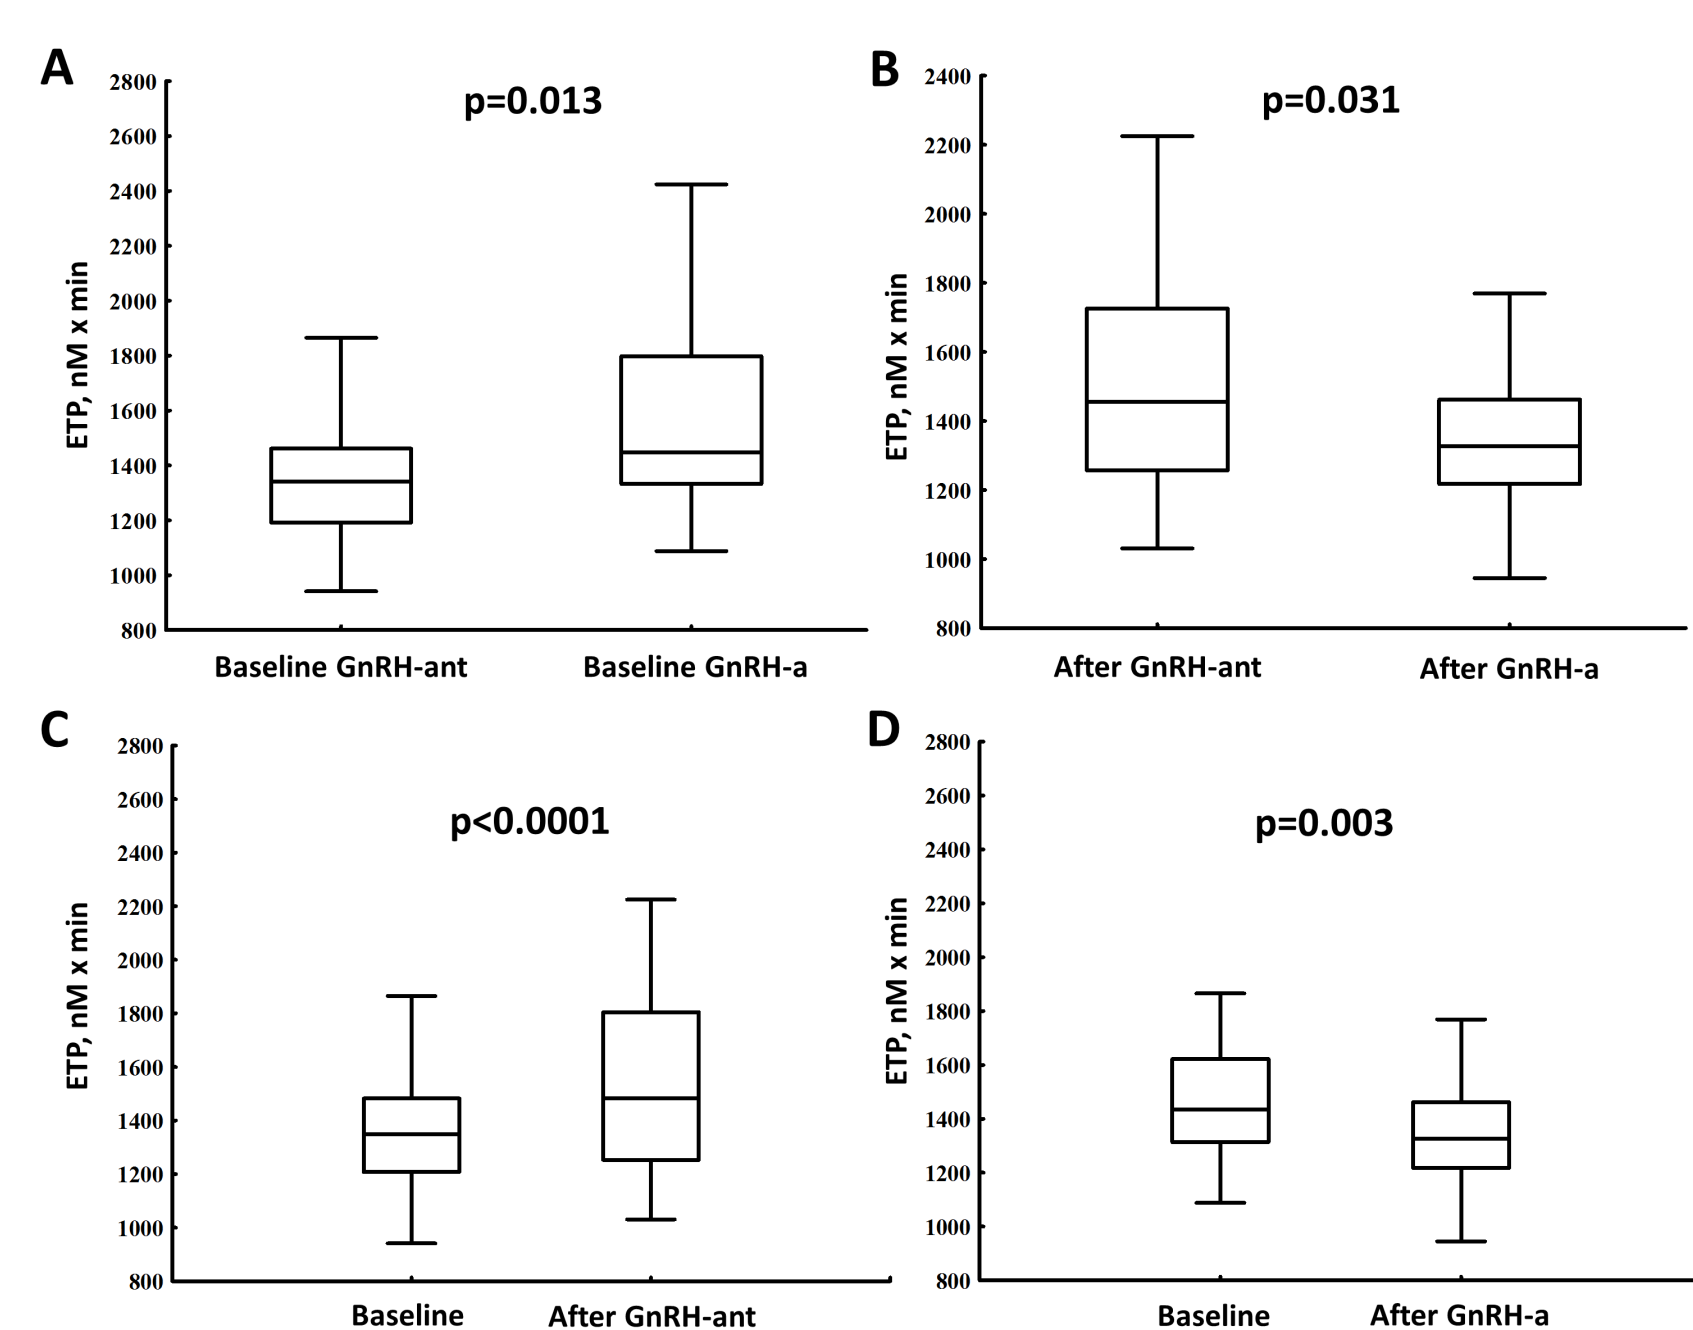 A
p=0.013
ETP, nM x min
2800
2600
2400
2200
2000
1800
1600
1400
1200
1000
800
Baseline GnRH-ant
Baseline GnRH-a
B
p=0.031
ETP, nM x min
2400
2200
2000
1800
1600
1400
1200
1000
800
After GnRH-ant
After GnRH-a
C
p<0.0001
ETP, nM x min
2800
2600
2400
2200
2000
1800
1600
1400
1200
1000
800
Baseline
After GnRH-ant
D
p=0.003
ETP, nM x min
2800
2600
2400
2200
2000
1800
1600
1400
1200
1000
800
Baseline
After GnRH-a